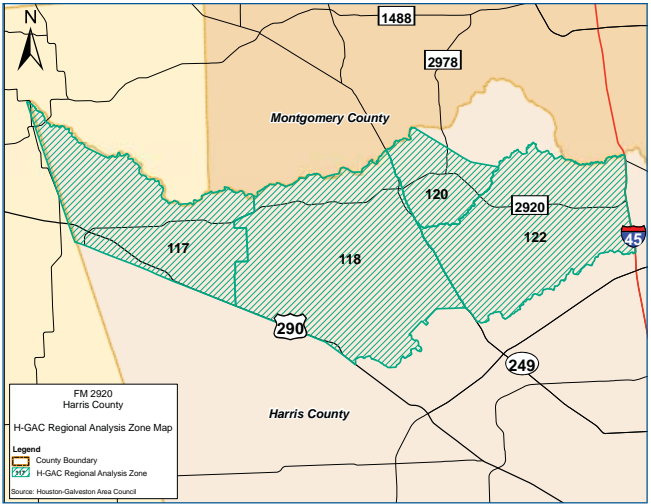 N
1488
2978
Montgomery County
120
2920
117
122
45
118
290
249
Harris County
FM 2920
Harris County
H-GAC Regional Analysis Zone Map
Legend
County Boundary
117 H-GAC Regional Analysis Zone
Source: Houston-Galveston Area Council